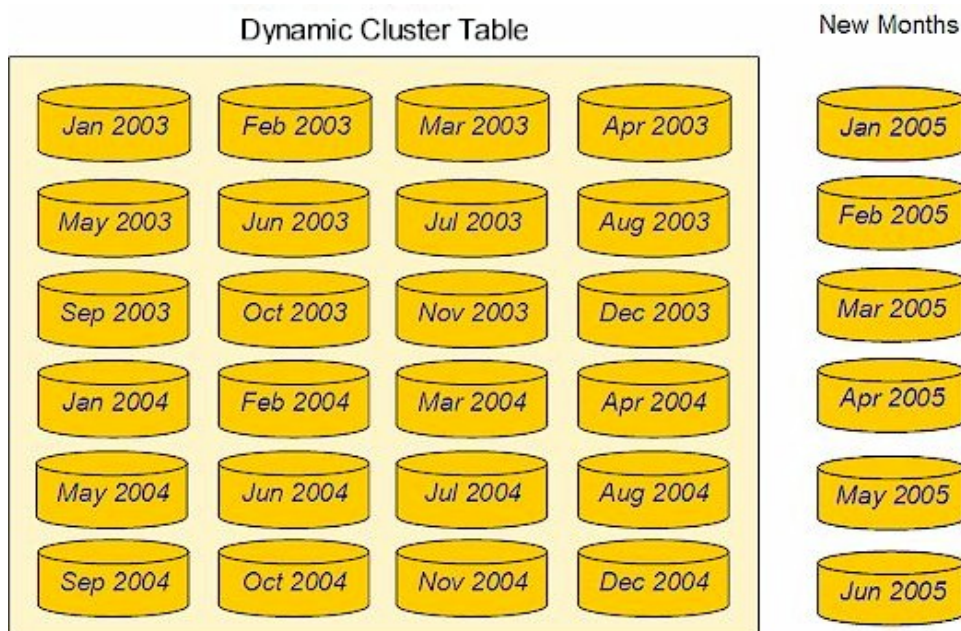 Dynamic Cluster Table
New Months
Jan 2003
Feb 2003
Mar 2003
Apr 2003
Jan 2005
May 2003
Jun 2003
Jul 2003
Aug 2003
Feb 2005
Sep 2003
Oct 2003
Nov 2003
Dec 2003
Mar 2005
Jan 2004
Feb 2004
Mar 2004
Apr 2004
Apr 2005
May 2004
Jun 2004
Jul 2004
Aug 2004
May 2005
Sep 2004
Oct 2004
Nov 2004
Dec 2004
Jun 2005